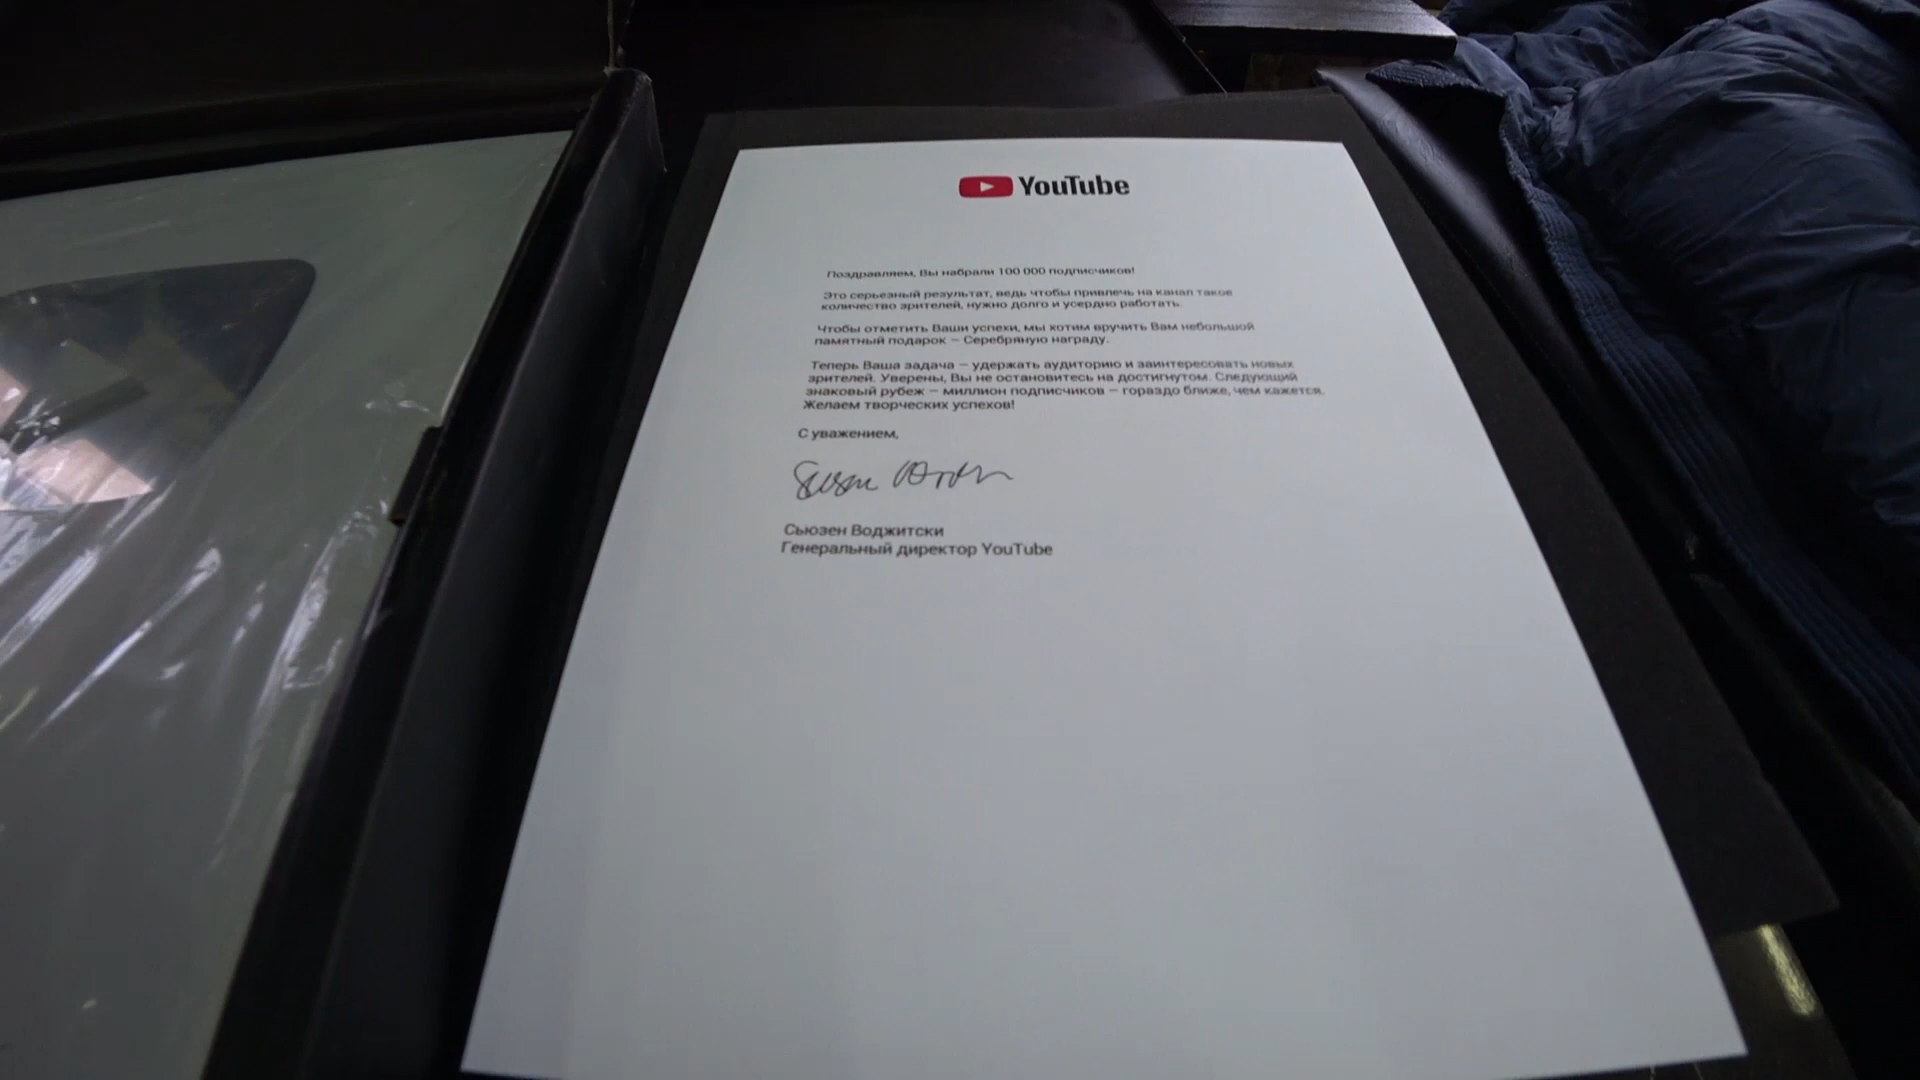 YouTube
Поздравляем, Вы набрали 100 000 подписчиков!
Это серьезный результат, ведь чтобы привлечь на канал такое
количество зрителей, нужно долго и усердно работать.
Чтобы отметить Ваши успехи, мы хотим вручить Вам небольшой
памятный подарок – Серебряную награду.
Теперь Ваша задача – удержать аудиторию и заинтересовать новых
зрителей. Уверены, Вы не остановитесь на достигнутом. Следующий
знаковый рубеж – миллион подписчиков – гораздо ближе, чем кажется.
Желаем творческих успехов!
С уважением,
Сьюзен Воджитски
Генеральный директор YouTube